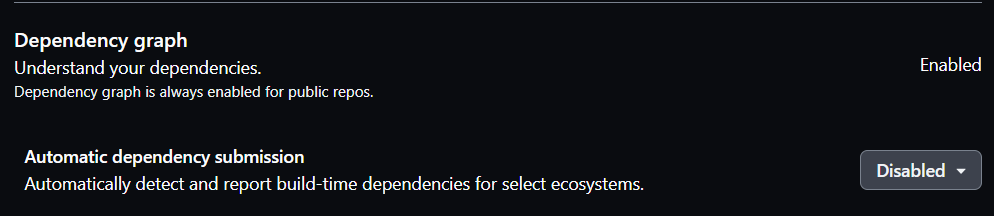 Dependency graph
Understand your dependencies.
Enabled
Dependency graph is always enabled for public repos.
Automatic dependency submission
Disabled
Automatically detect and report build-time dependencies for select ecosystems.